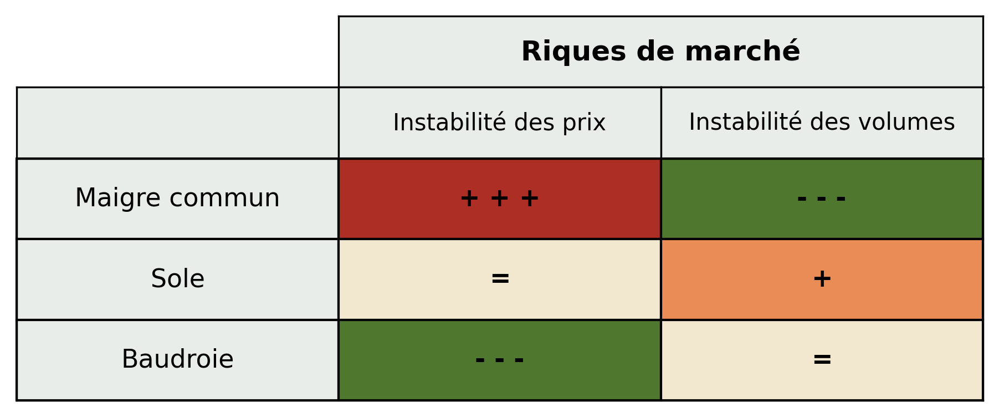 Riques de marché
Instabilité des prix Instabilité des volumes
Maigre commun + + + - - -
Sole = +
Baudroie - - - =